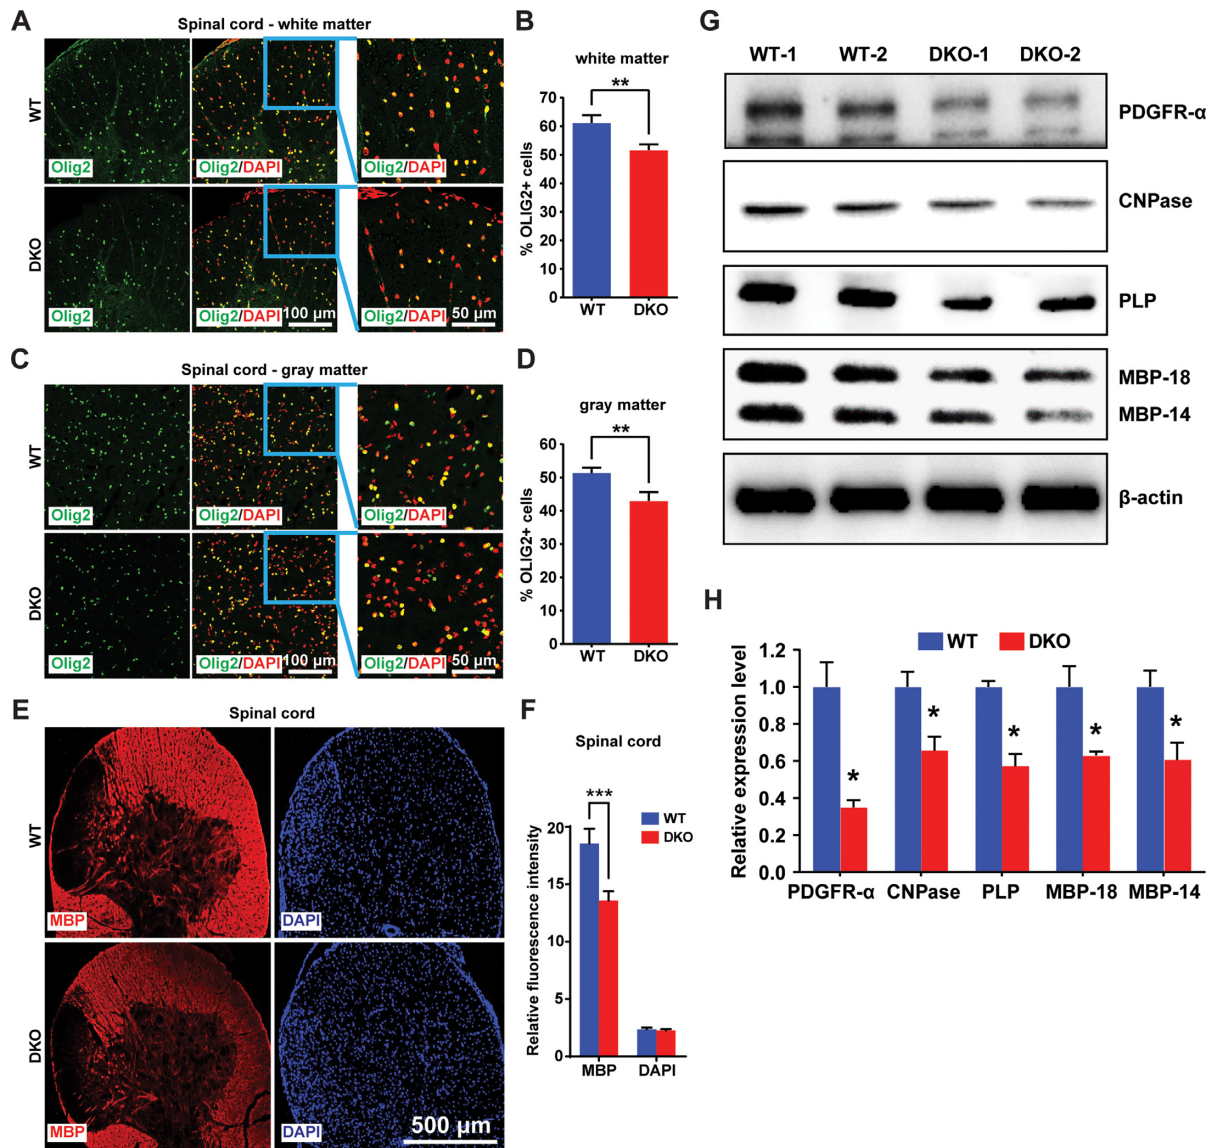 A
Spinal cord - white matter
WT
Olig2
Olig2/DAPI
Olig2/DAPI
DKO
Olig2
Olig2/DAPI
100 µm
Olig2/DAPI
50 µm
B
white matter
**
% OLIG2+ cells
70
60
50
40
30
20
10
0
WT
DKO
C
Spinal cord - gray matter
WT
Olig2
Olig2/DAPI
Olig2/DAPI
DKO
Olig2
Olig2/DAPI
100 µm
Olig2/DAPI
50 µm
D
gray matter
**
% OLIG2+ cells
60
50
40
30
20
10
0
WT
DKO
E
Spinal cord
WT
MBP
DAPI
DKO
MBP
DAPI
500 µm
F
Spinal cord
***
WT
DKO
Relative fluorescence intensity
20
15
10
5
0
MBP
DAPI
G
WT-1 WT-2 DKO-1 DKO-2
PDGFR-α
CNPase
PLP
MBP-18
MBP-14
β-actin
H
WT
DKO
Relative expression level
1.2
1.0
0.8
0.6
0.4
0.2
0.0
*
*
*
*
*
PDGFR-α CNPase PLP MBP-18 MBP-14